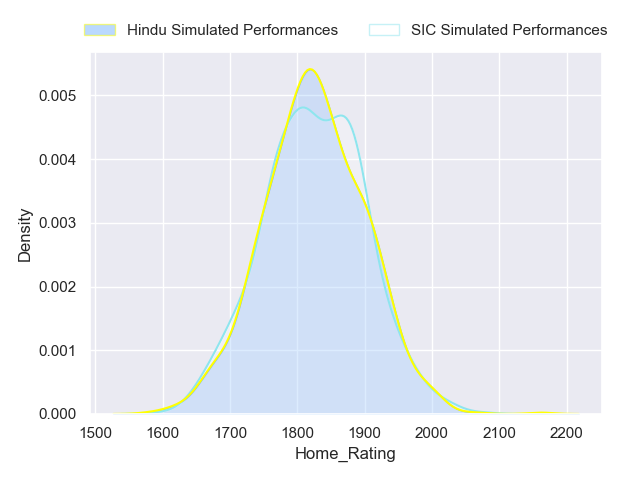 Hindu Simulated Performances SIC Simulated Performances
0.005
0.004
0.003
0.002
0.001
0.000
Density
1500 1600 1700 1800 1900 2000 2100 2200
Home_Rating